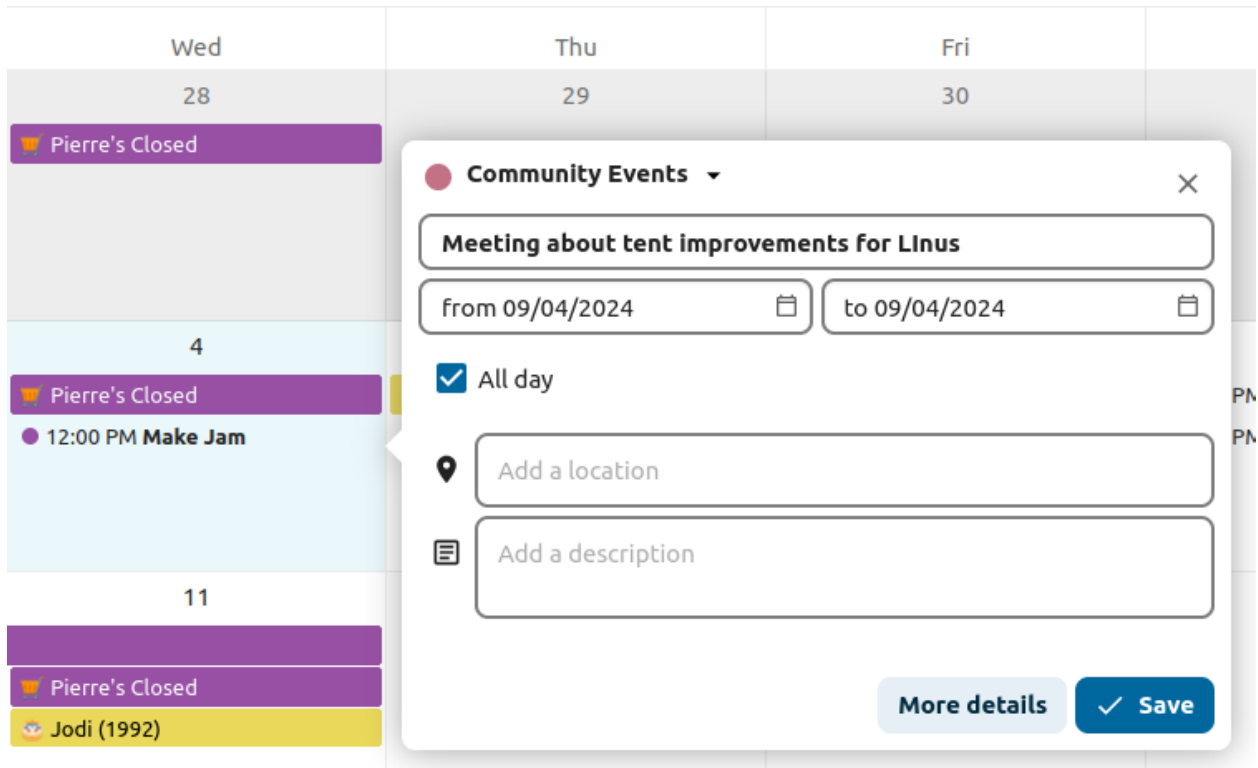 Wed Thu Fri
28 29 30
Pierre's Closed
Community Events
Meeting about tent improvements for LInus
from 09/04/2024 to 09/04/2024
All day
4
Pierre's Closed
12:00 PM Make Jam
PM
PM
Add a location
Add a description
11
Pierre's Closed
Jodi (1992)
More details Save